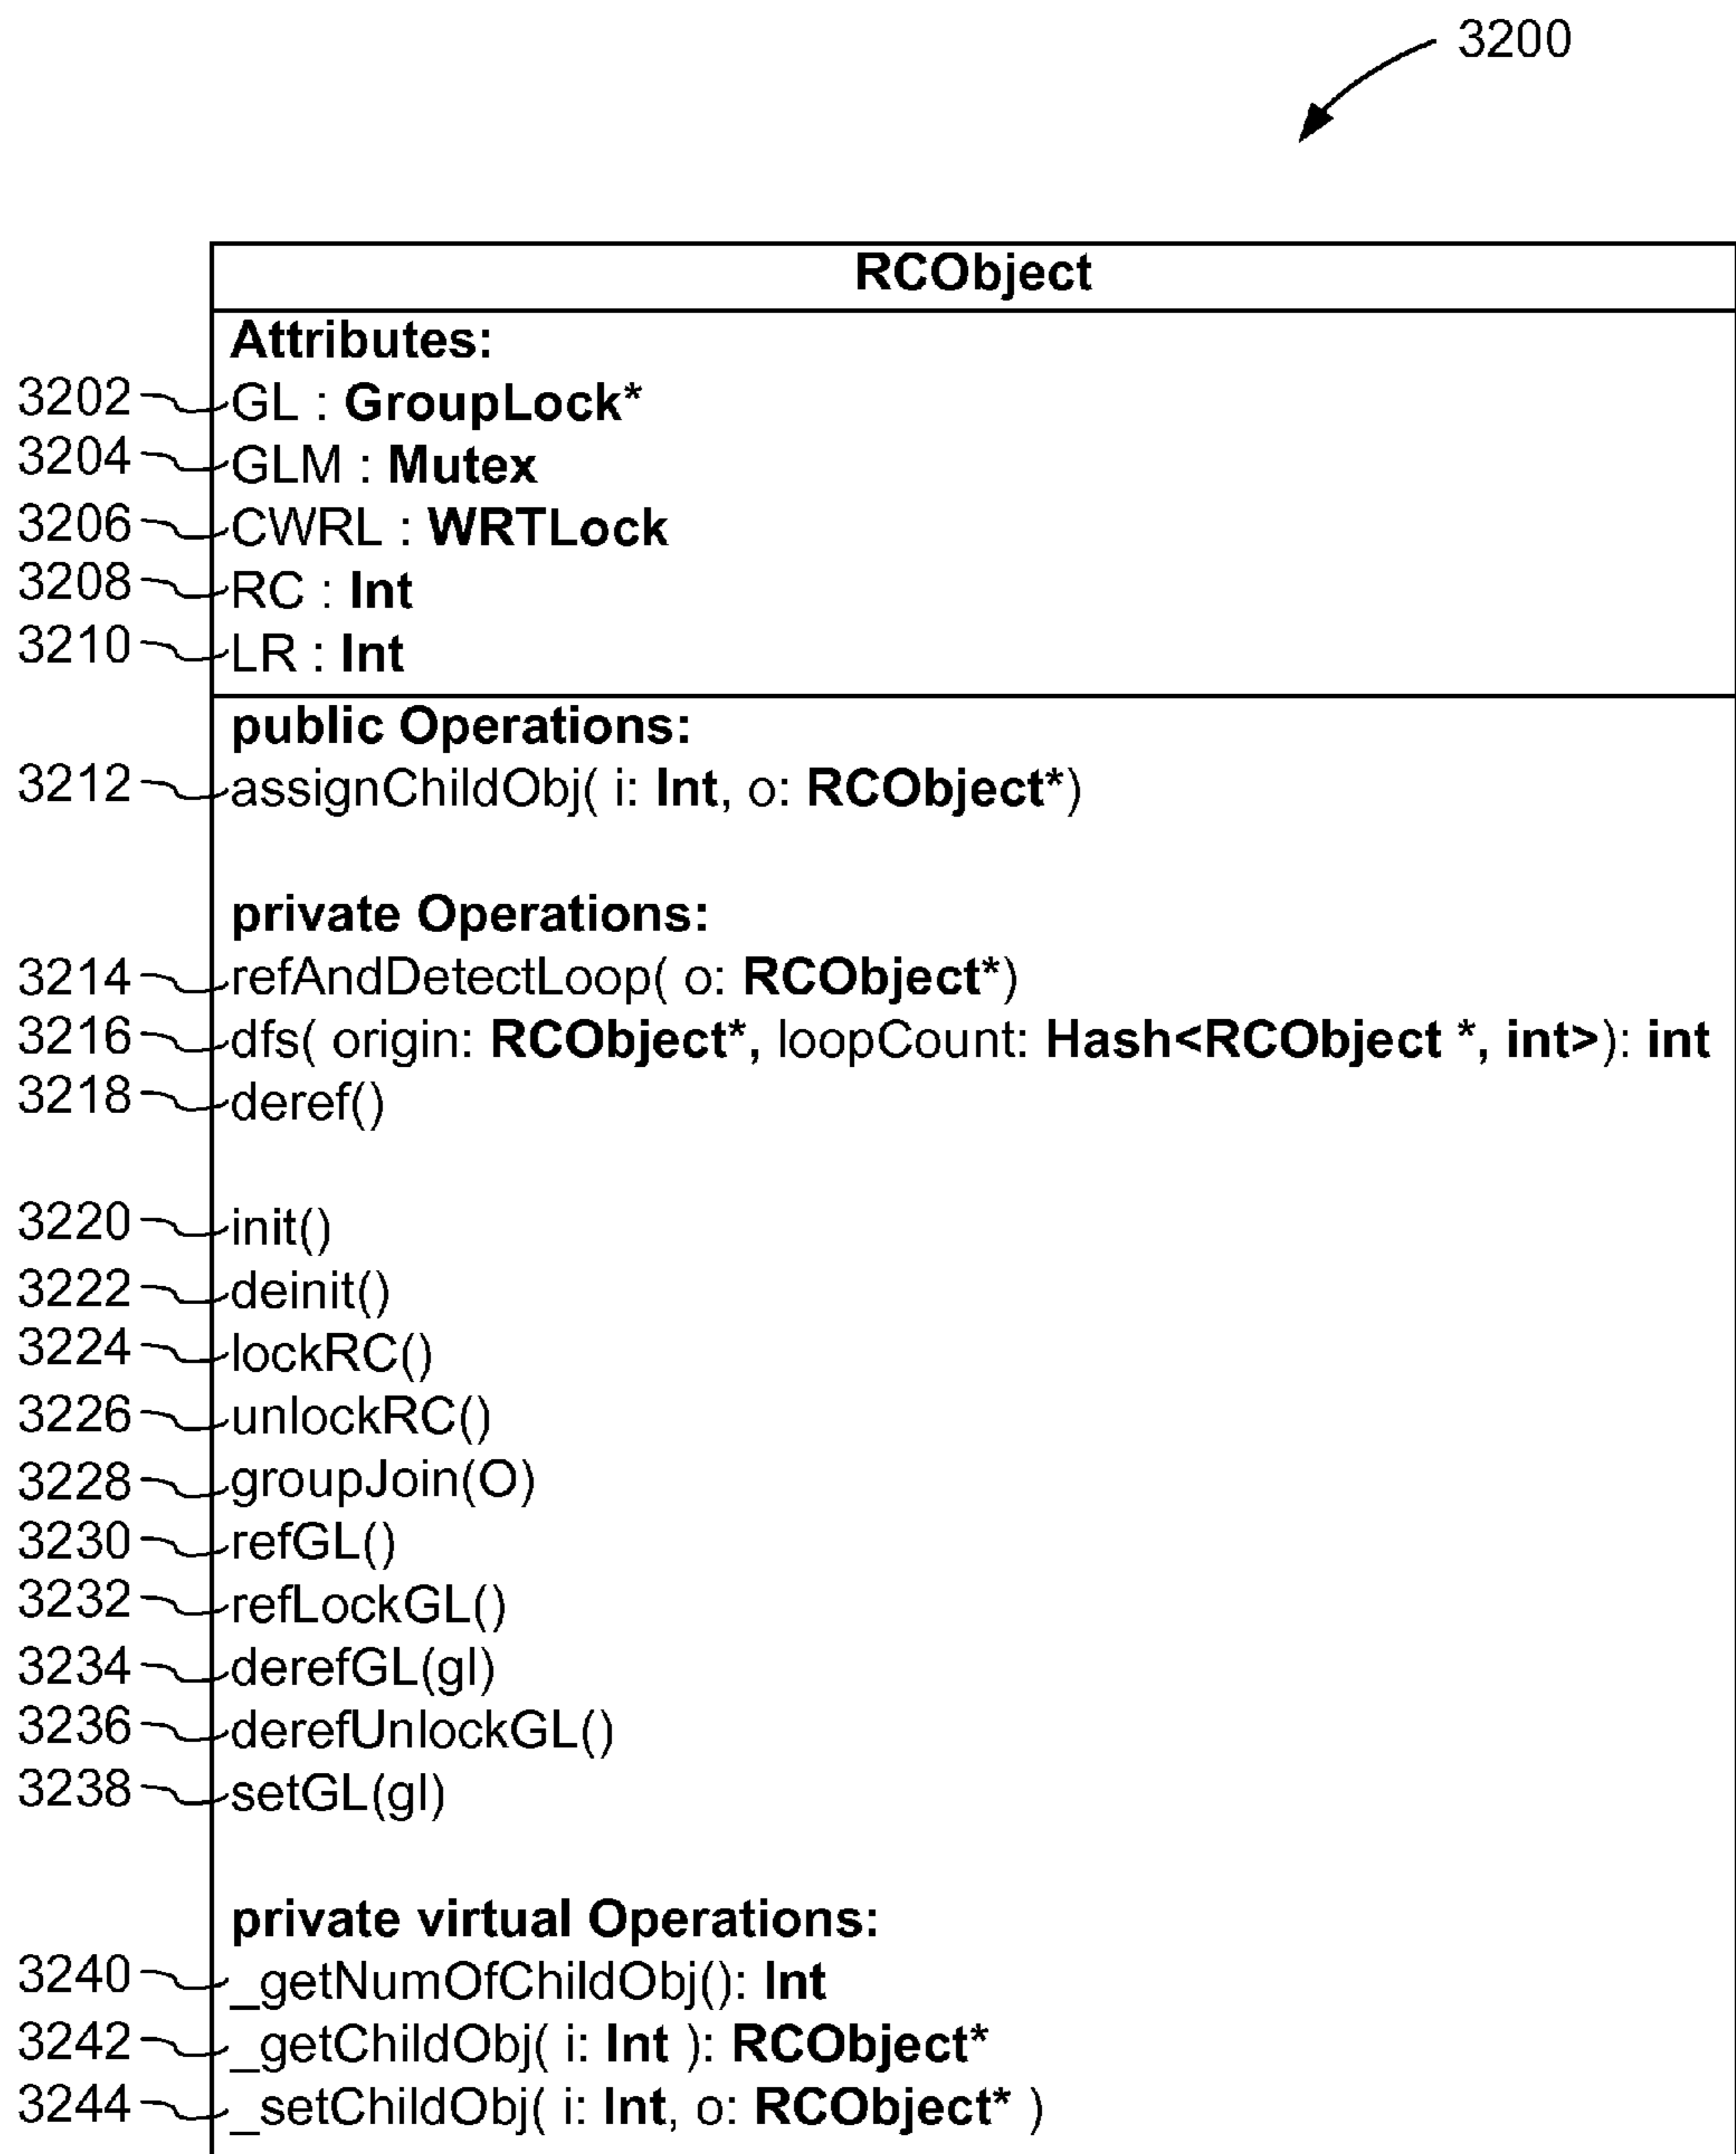 3200
RCObject
Attributes:
3202 GL : GroupLock*
3204 GLM : Mutex
3206 CWRL : WRTLock
3208 RC : Int
3210 LR : Int
public Operations:
3212 assignChildObj( i: Int, o: RCObject*)
private Operations:
3214 refAndDetectLoop( o: RCObject*)
3216 dfs( origin: RCObject*, loopCount: Hash<RCObject *, int>): int
3218 deref()
3220 init()
3222 deinit()
3224 lockRC()
3226 unlockRC()
3228 groupJoin(O)
3230 refGL()
3232 refLockGL()
3234 derefGL(gl)
3236 derefUnlockGL()
3238 setGL(gl)
private virtual Operations:
3240 _getNumOfChildObj(): Int
3242 _getChildObj( i: Int ): RCObject*
3244 _setChildObj( i: Int, o: RCObject* )